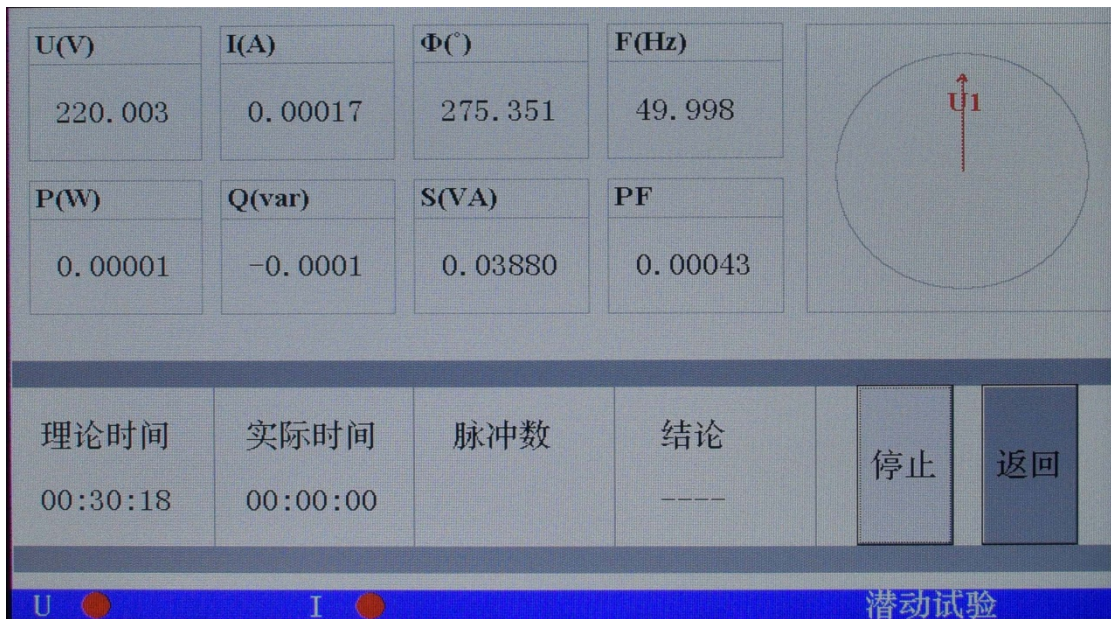 U(V) I(A) Φ(°) F(Hz)
220.003 0.00017 275.351 49.998
U1
P(W) Q(var) S(VA) PF
0.00001 -0.0001 0.03880 0.00043
理论时间 实际时间 脉冲数 结论
停止 返回
00:30:18 00:00:00 ----
U I 潜动试验